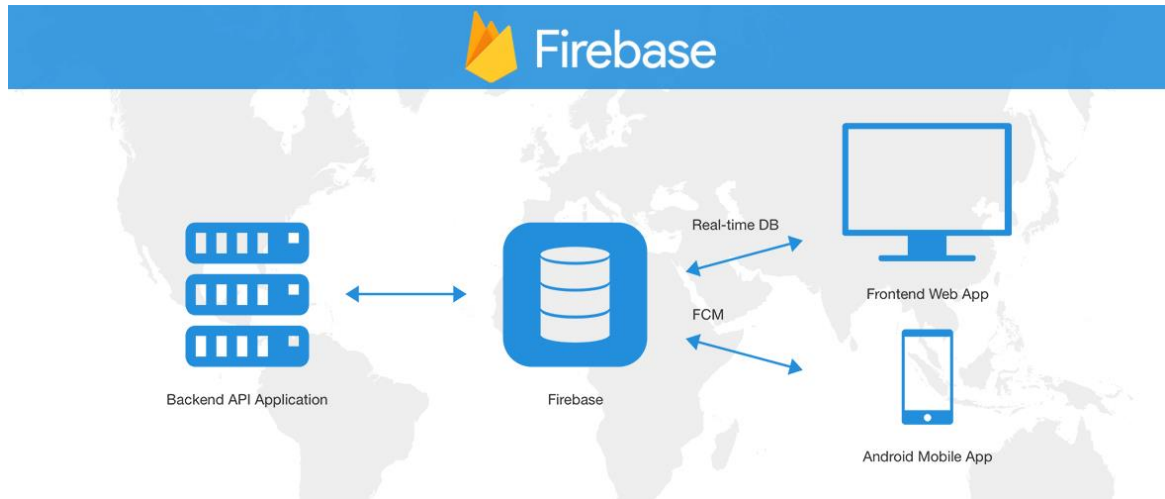 Firebase
Real-time DB
Frontend Web App
FCM
Backend API Application
Firebase
Android Mobile App